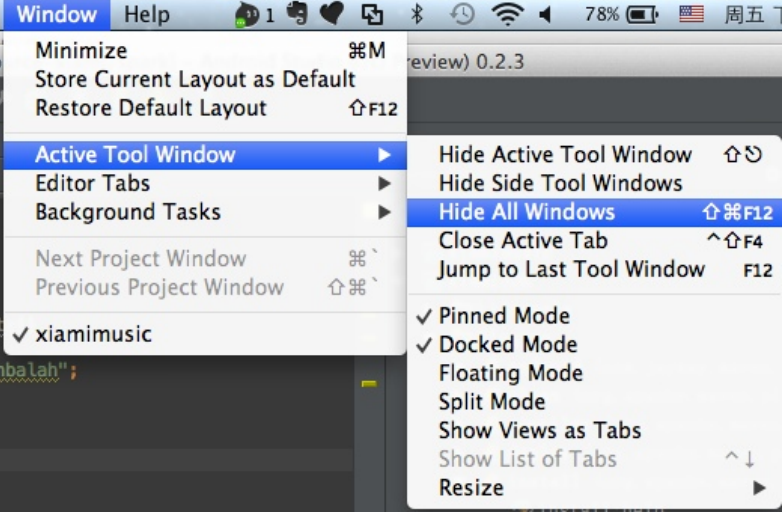 Window Help 1 78% 周五
Minimize ⌘M
review) 0.2.3
Store Current Layout as Default
Restore Default Layout ⇧F12
Active Tool Window
Editor Tabs
Background Tasks
Next Project Window ⌘`
Previous Project Window ⇧⌘`
✓ xiamimusic
Hide Active Tool Window ⇧⎋
Hide Side Tool Windows
Hide All Windows ⇧⌘F12
Close Active Tab ^⇧F4
Jump to Last Tool Window F12
✓ Pinned Mode
✓ Docked Mode
Floating Mode
Split Mode
Show Views as Tabs
Show List of Tabs ^↓
Resize
mbalah";